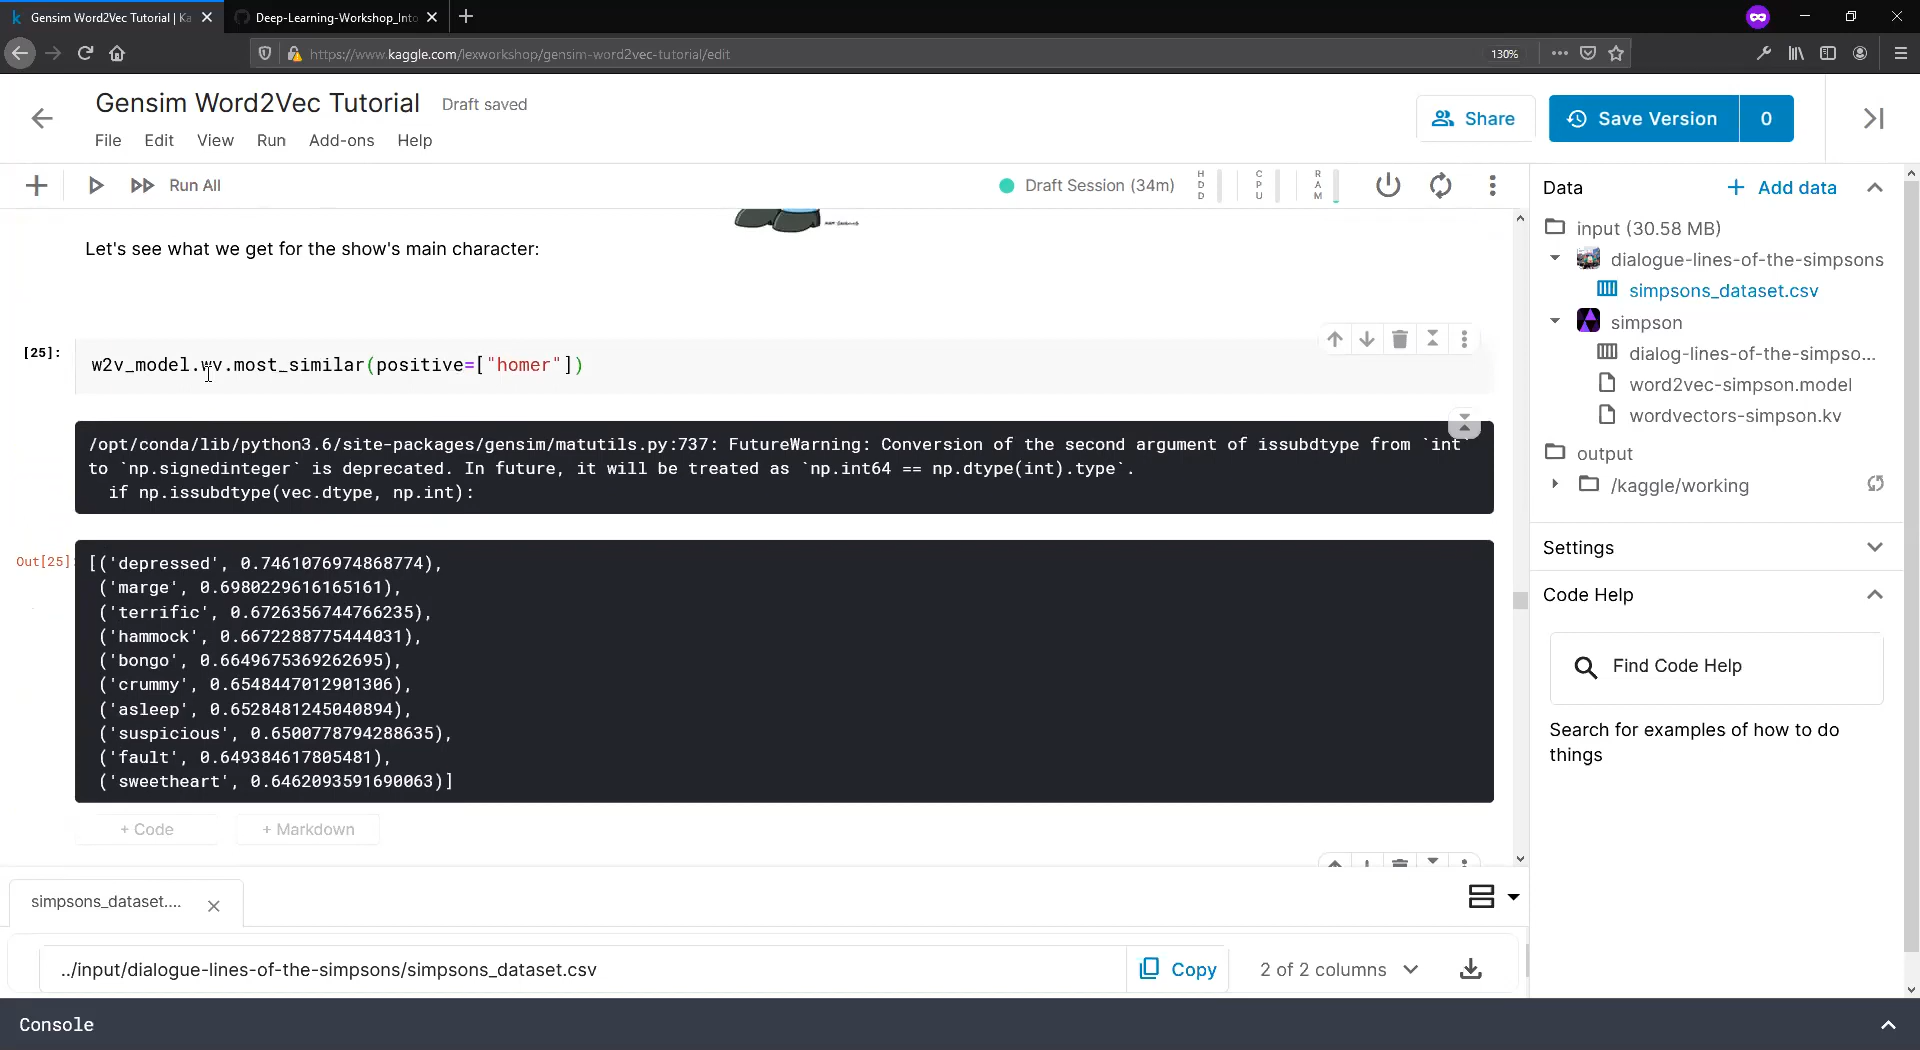 Gensim Word2Vec Tutorial | Ka
Deep-Learning-Workshop_Into
https://www.kaggle.com/lexworkshop/gensim-word2vec-tutorial/edit
130%
Gensim Word2Vec Tutorial
Draft saved
File Edit View Run Add-ons Help
Share
Save Version
0
Run All
Draft Session (34m)
HDD
CPU
RAM
Let's see what we get for the show's main character:
[25]:
w2v_model.wv.most_similar(positive=["homer"])
/opt/conda/lib/python3.6/site-packages/gensim/matutils.py:737: FutureWarning: Conversion of the second argument of issubdtype from `int`
to `np.signedinteger` is deprecated. In future, it will be treated as `np.int64 == np.dtype(int).type`.
if np.issubdtype(vec.dtype, np.int):
Out[25]:
[('depressed', 0.7461076974868774),
('marge', 0.6980229616165161),
('terrific', 0.6726356744766235),
('hammock', 0.6672288775444031),
('bongo', 0.6649675369262695),
('crummy', 0.6548447012901306),
('asleep', 0.6528481245040894),
('suspicious', 0.6500778794288635),
('fault', 0.649384617805481),
('sweetheart', 0.6462093591690063)]
+ Code
+ Markdown
simpsons_dataset....
../input/dialogue-lines-of-the-simpsons/simpsons_dataset.csv
Copy
2 of 2 columns
Console
Data
+ Add data
input (30.58 MB)
dialogue-lines-of-the-simpsons
simpsons_dataset.csv
simpson
dialog-lines-of-the-simpso...
word2vec-simpson.model
wordvectors-simpson.kv
output
/kaggle/working
Settings
Code Help
Find Code Help
Search for examples of how to do
things